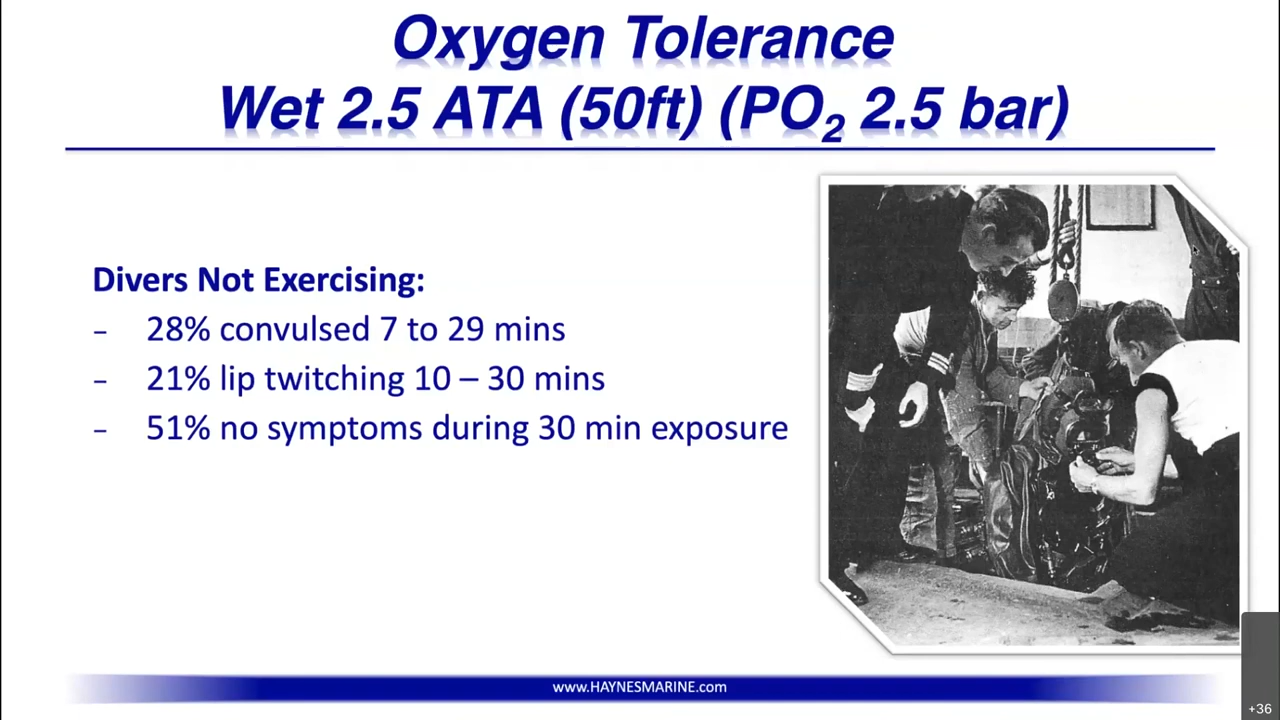 Oxygen Tolerance
Wet 2.5 ATA (50ft) (PO₂ 2.5 bar)
Divers Not Exercising:
- 28% convulsed 7 to 29 mins
- 21% lip twitching 10 – 30 mins
- 51% no symptoms during 30 min exposure
www.HAYNESMARINE.com
+36